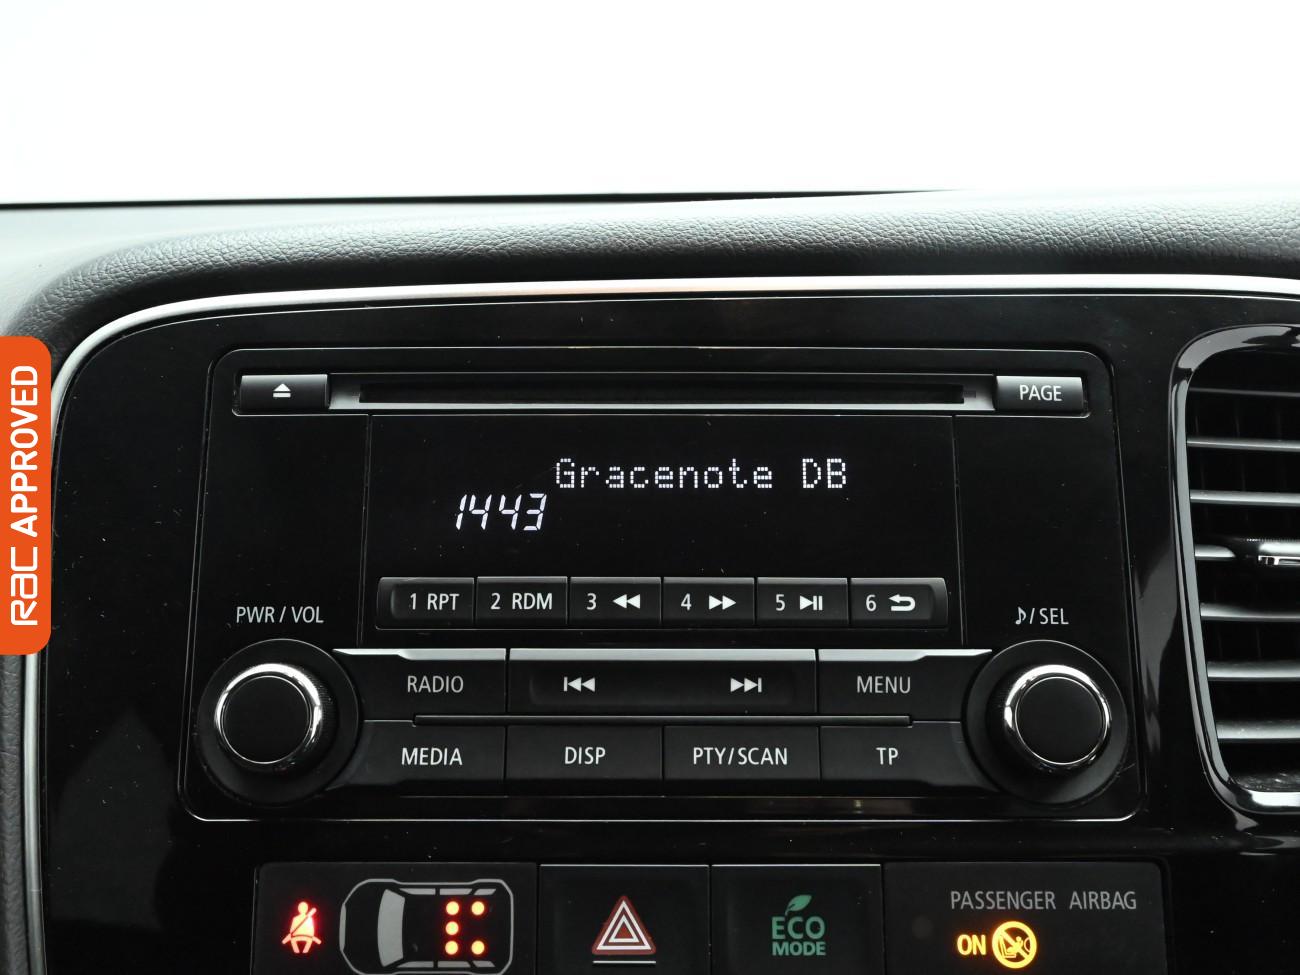 PAGE
Gracenote DB
1443
1 RPT 2 RDM 3 4 5 6
PWR / VOL
♪/SEL
RADIO MENU
MEDIA DISP PTY/SCAN TP
PASSENGER AIRBAG
ECO
MODE
ON
rac APPROVED